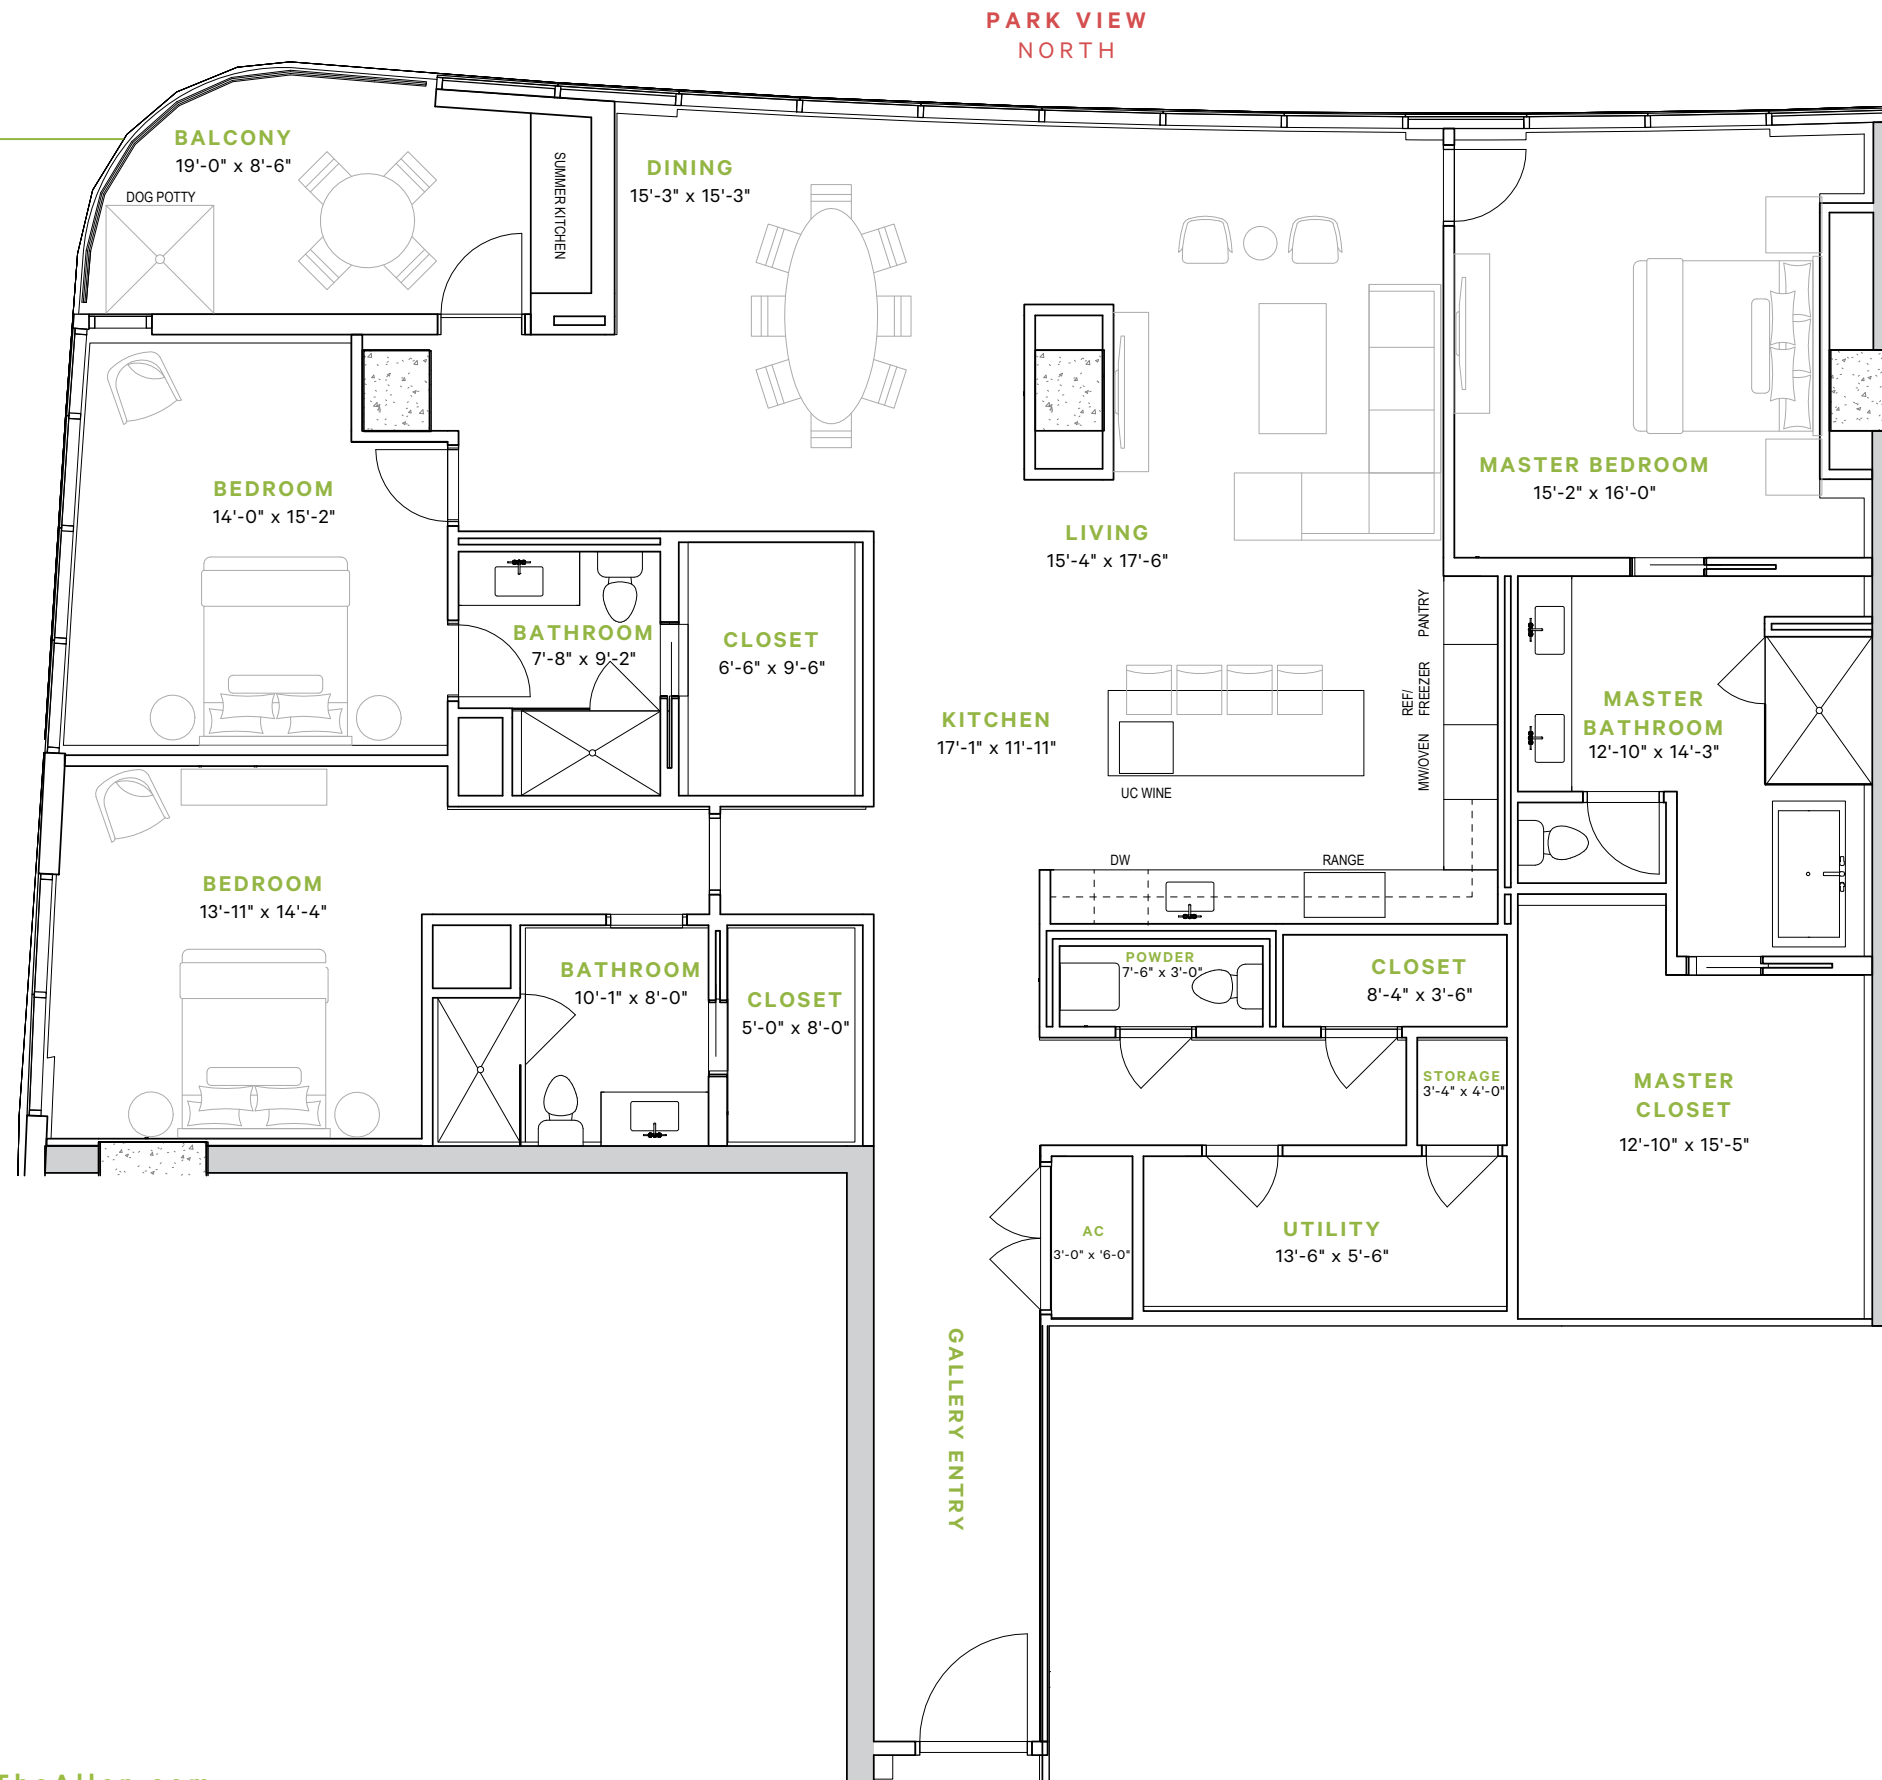 PARK VIEW
NORTH
BALCONY
19'-0" x 8'-6"
DOG POTTY
SUMMER KITCHEN
DINING
15'-3" x 15'-3"
BEDROOM
14'-0" x 15'-2"
MASTER BEDROOM
15'-2" x 16'-0"
LIVING
15'-4" x 17'-6"
BATHROOM
7'-8" x 9'-2"
CLOSET
6'-6" x 9'-6"
PANTRY
REF/
FREEZER
MW/OVEN
KITCHEN
17'-1" x 11'-11"
UC WINE
MASTER
BATHROOM
12'-10" x 14'-3"
DW
RANGE
BEDROOM
13'-11" x 14'-4"
BATHROOM
10'-1" x 8'-0"
CLOSET
5'-0" x 8'-0"
POWDER
7'-6" x 3'-0"
CLOSET
8'-4" x 3'-6"
STORAGE
3'-4" x 4'-0"
MASTER
CLOSET
12'-10" x 15'-5"
AC
3'-0" x '6-0"
UTILITY
13'-6" x 5'-6"
GALLERY ENTRY